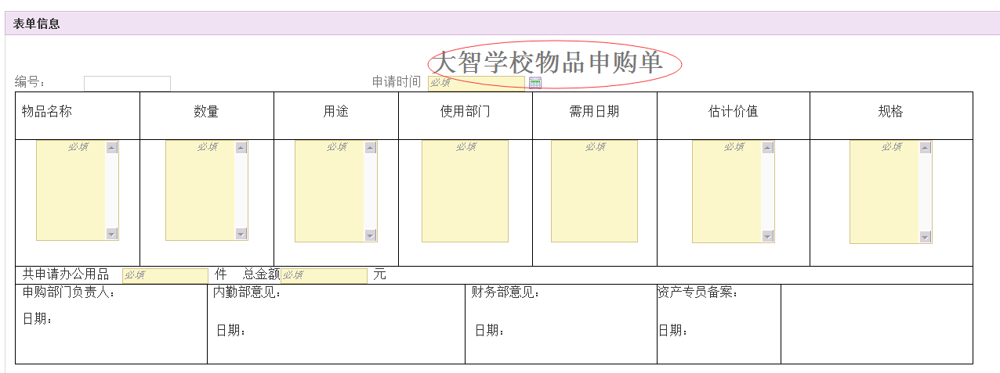 表单信息
大智学校物品申购单
编号： 申请时间 必填
物品名称 数量 用途 使用部门 需用日期 估计价值 规格
必填 必填 必填 必填 必填 必填 必填
共申请办公用品 必填 件 总金额 必填 元
申购部门负责人： 内勤部意见： 财务部意见： 资产专员备案：
日期： 日期： 日期： 日期：